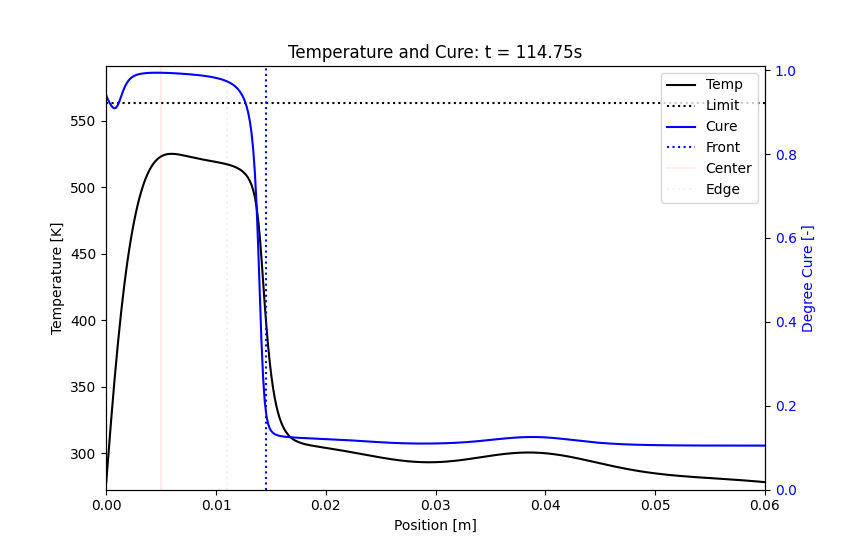 Temperature and Cure: t = 114.75s
Temperature [K]
550
500
450
400
350
300
0.00
0.01
0.02
0.03
0.04
0.05
0.06
Position [m]
1.0
0.8
0.6
0.4
0.2
0.0
Degree Cure [-]
Temp
Limit
Cure
Front
Center
Edge